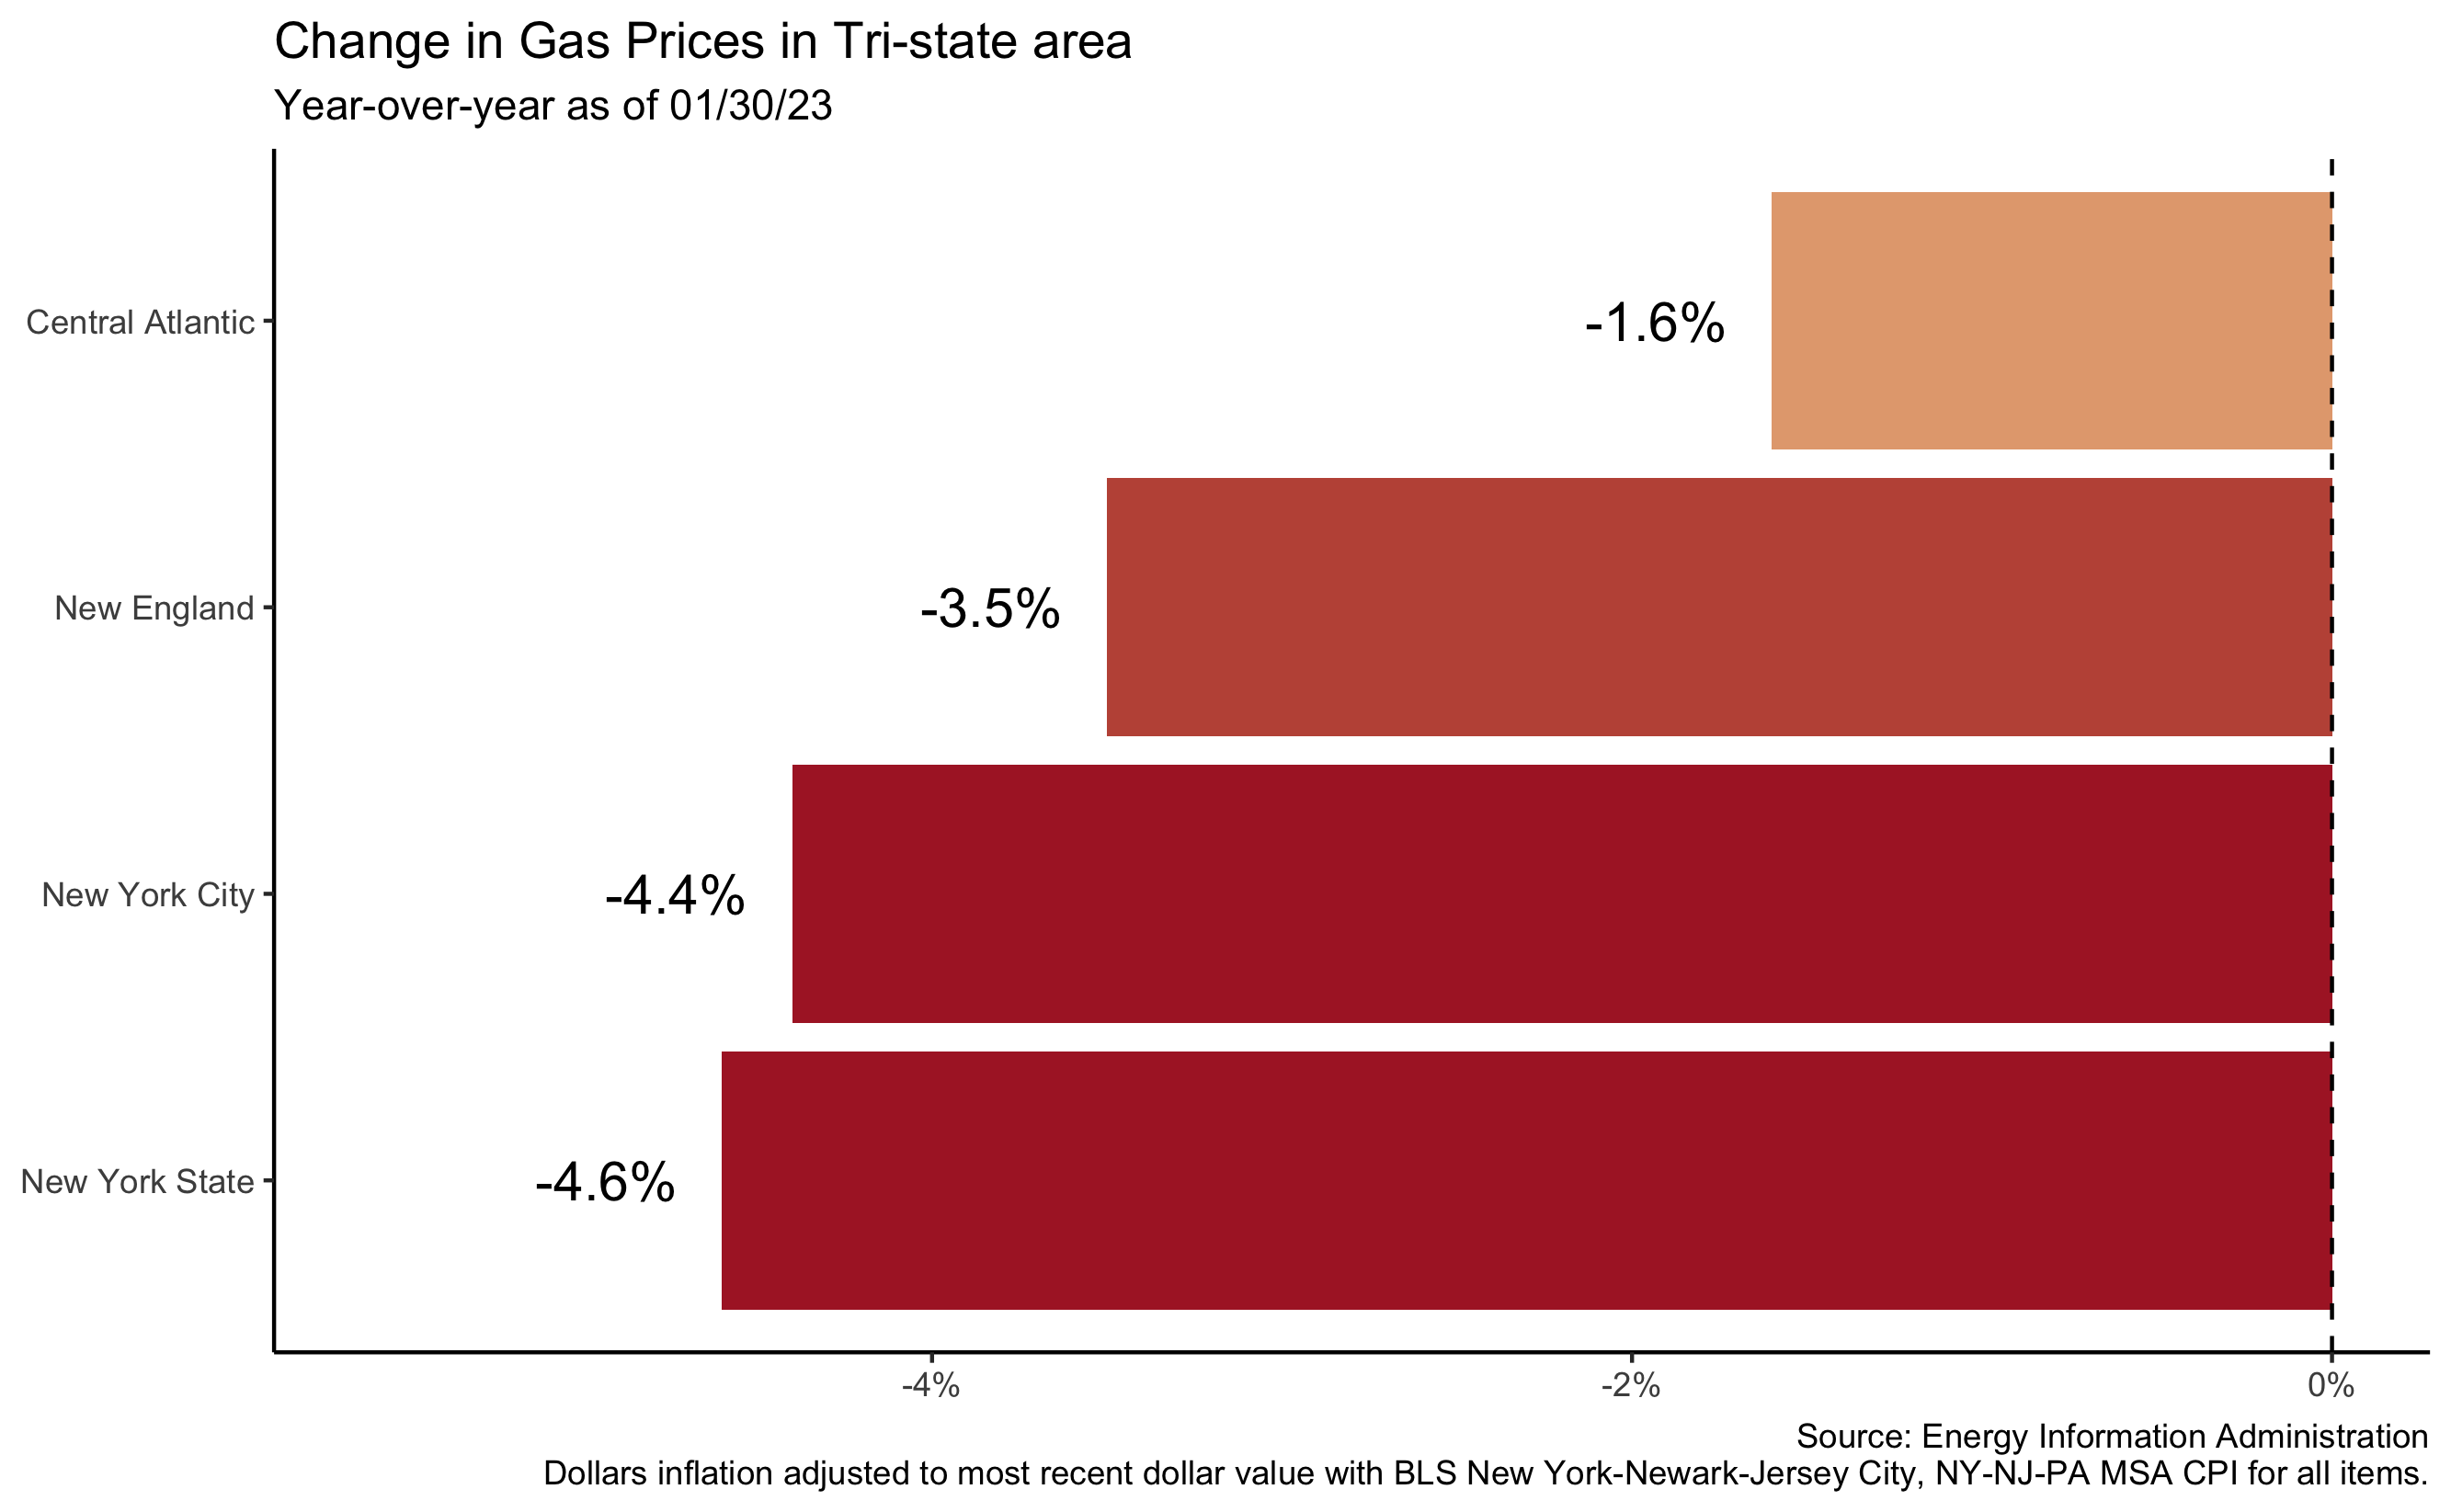 Change in Gas Prices in Tri-state area
Year-over-year as of 01/30/23
Central Atlantic
-1.6%
New England
-3.5%
New York City
-4.4%
New York State
-4.6%
-4%
-2%
0%
Source: Energy Information Administration
Dollars inflation adjusted to most recent dollar value with BLS New York-Newark-Jersey City, NY-NJ-PA MSA CPI for all items.